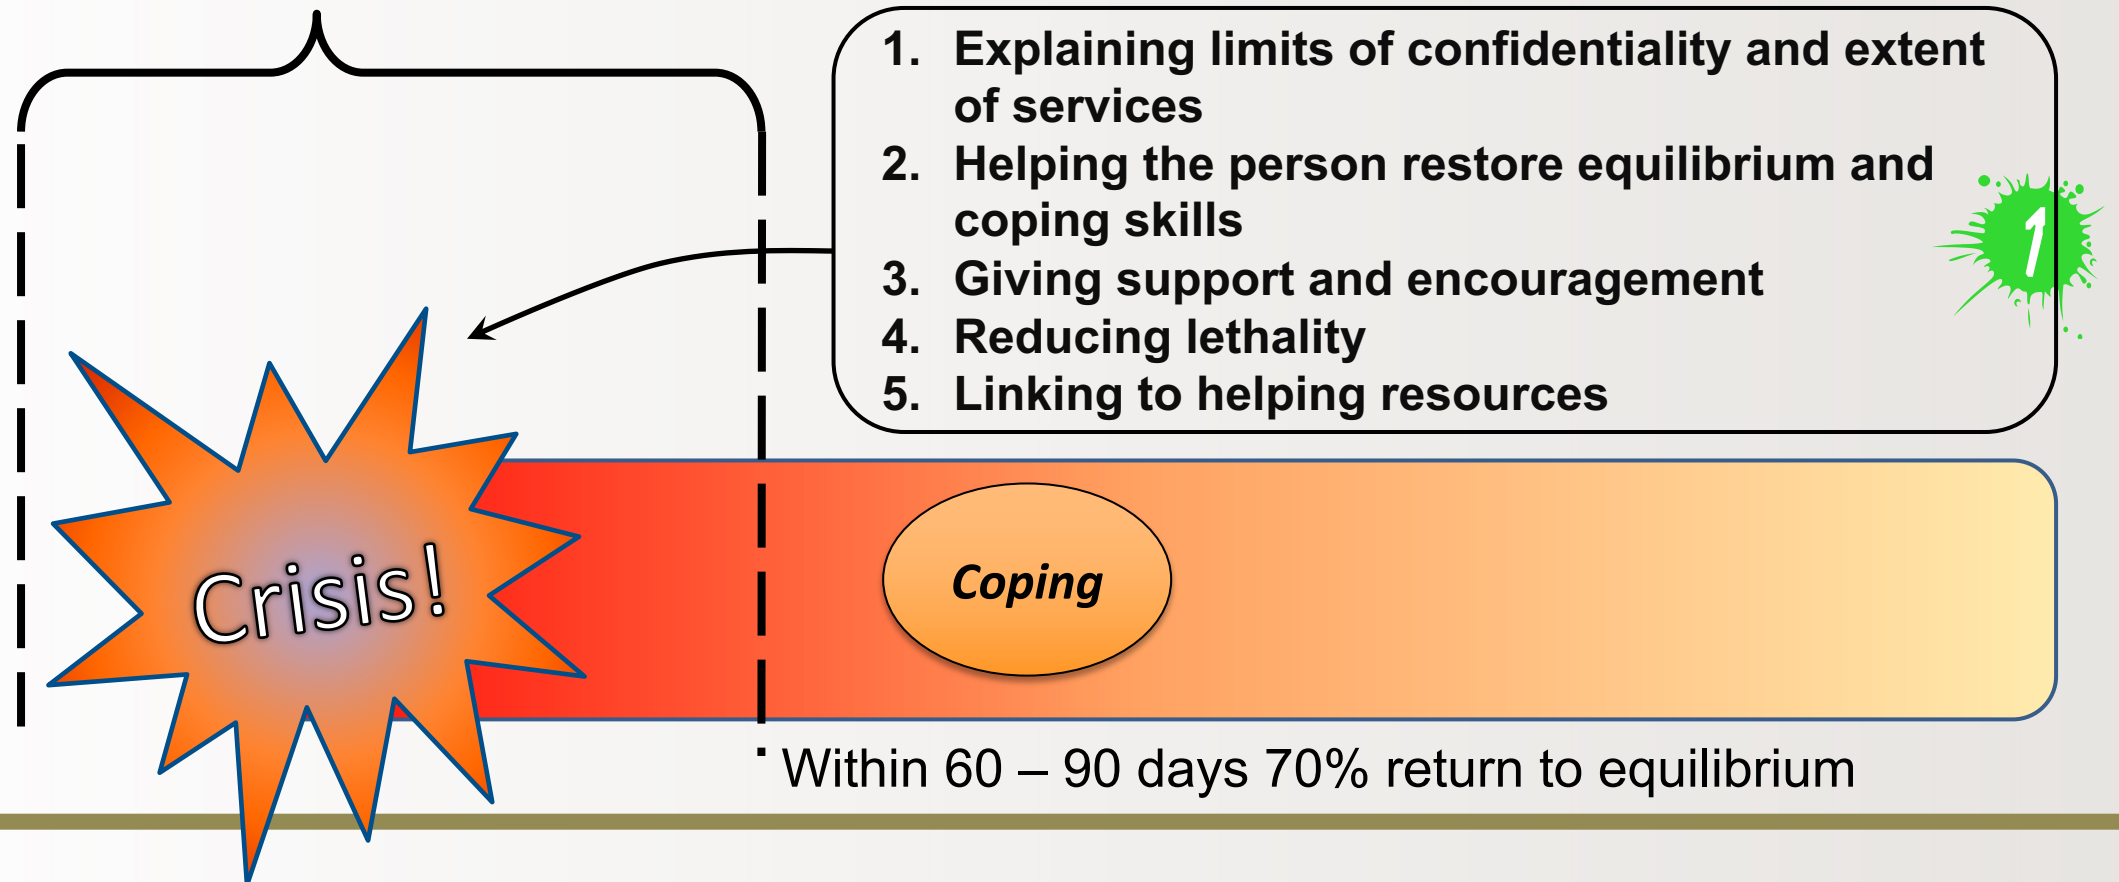 1. Explaining limits of confidentiality and extent
of services
2. Helping the person restore equilibrium and
coping skills
3. Giving support and encouragement
4. Reducing lethality
5. Linking to helping resources
1
Crisis!
Coping
Within 60 – 90 days 70% return to equilibrium